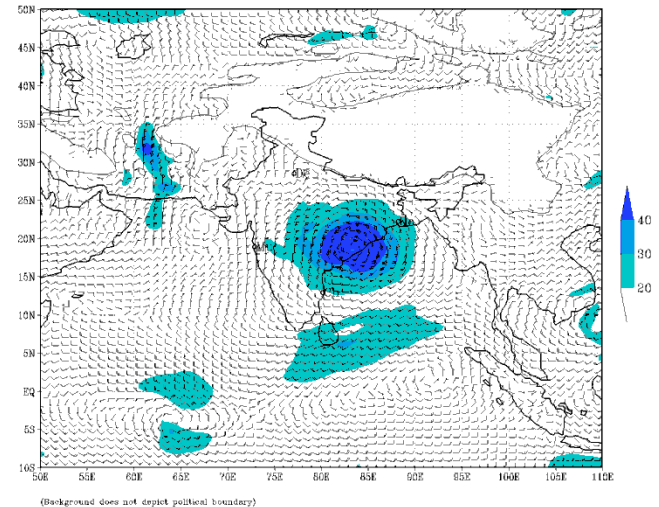 50N
45N
40N
35N
30N
25N
20N
15N
10N
5N
EQ
5S
10S
50E 55E 60E 65E 70E 75E 80E 85E 90E 95E 100E 105E 110E
40
30
20
(Background does not depict political boundary)